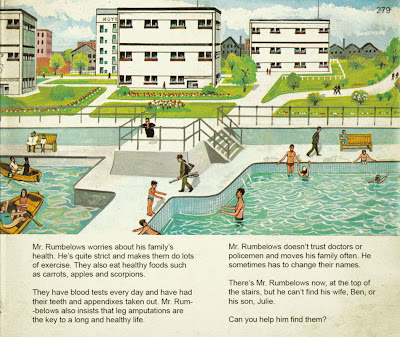 279
HOTE
Mr. Rumbelows worries about his family's
health. He's quite strict and makes them do lots
of exercise. They also eat healthy foods such
as carrots, apples and scorpions.
They have blood tests every day and have had
their teeth and appendixes taken out. Mr. Rum-
-belows also insists that leg amputations are
the key to a long and healthy life.
Mr. Rumbelows doesn't trust doctors or
policemen and moves his family often. He
sometimes has to change their names.
There's Mr. Rumbelows now, at the top of
the stairs, but he can't find his wife, Ben, or
his son, Julie.
Can you help him find them?